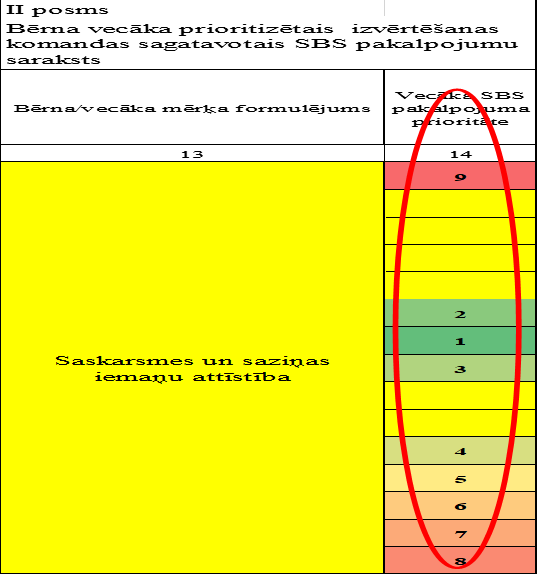 II posms
Bērna vecāka prioritizētais izvērtēšanas
komandas sagatavotais SBS pakalpojumu
saraksts
Bērna/vecāka mērķa formulējums
Vecāka SBS
pakalpojuma
prioritāte
13
14
9
2
1
Saskarsmes un saziņas
iemaņu attīstība
3
4
5
6
7
8